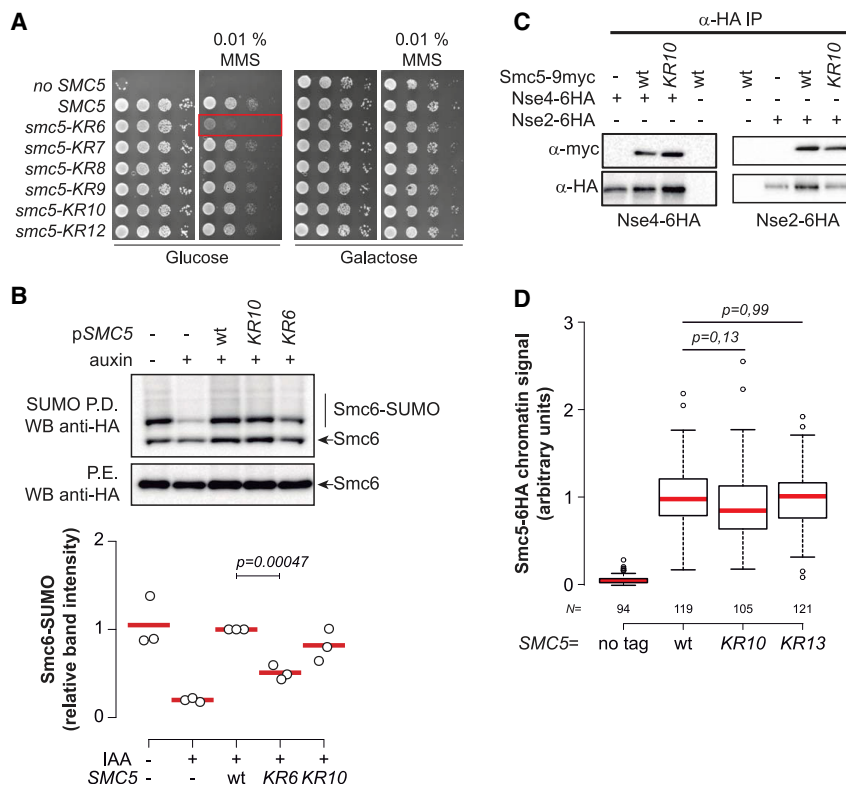 A
0.01 %
MMS
0.01 %
MMS
no SMC5
SMC5
smc5-KR6
smc5-KR7
smc5-KR8
smc5-KR9
smc5-KR10
smc5-KR12
Glucose
Galactose
B
pSMC5 - - wt KR10 KR6
auxin - + + + +
SUMO P.D.
WB anti-HA
Smc6-SUMO
Smc6
P.E.
WB anti-HA
Smc6
Smc6-SUMO
(relative band intensity)
2
1
0
p=0.00047
IAA - + + + +
SMC5 - - wt KR6 KR10
C
α-HA IP
Smc5-9myc - wt KR10 wt wt - wt KR10
Nse4-6HA + + + - - - - -
Nse2-6HA - - - - - + + +
α-myc
α-HA
Nse4-6HA
Nse2-6HA
D
Smc5-6HA chromatin signal
(arbitrary units)
3
2
1
0
p=0,99
p=0,13
N= 94 119 105 121
SMC5= no tag wt KR10 KR13